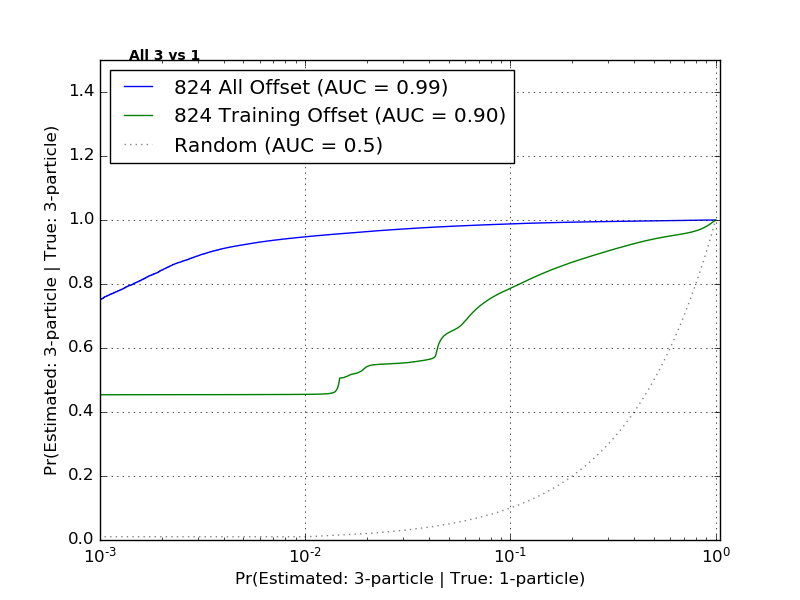 All 3 vs 1
824 All Offset (AUC = 0.99)
824 Training Offset (AUC = 0.90)
Random (AUC = 0.5)
1.4
1.2
1.0
0.8
0.6
0.4
0.2
0.0
Pr(Estimated: 3-particle | True: 3-particle)
10⁻³ 10⁻² 10⁻¹ 10⁰
Pr(Estimated: 3-particle | True: 1-particle)